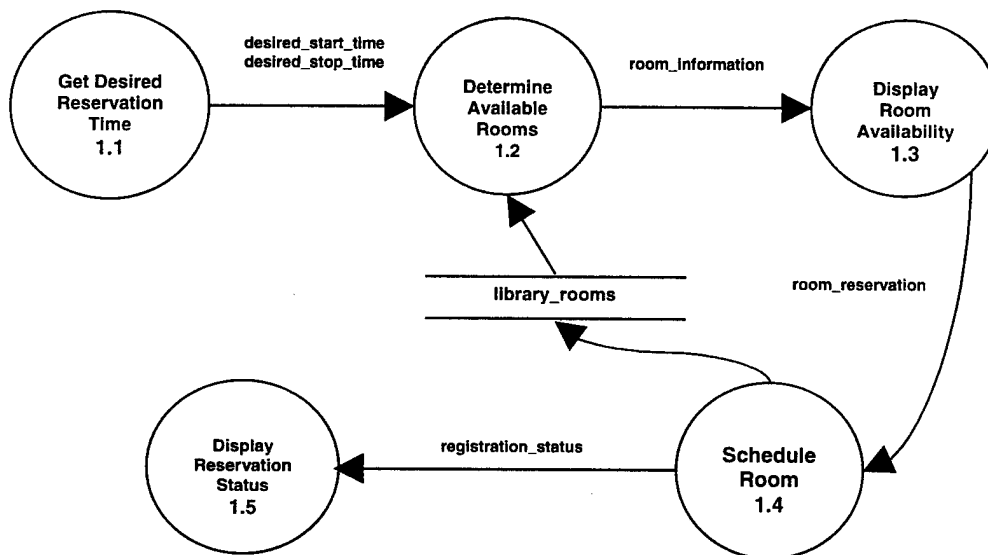 Get Desired
Reservation
Time
1.1
desired_start_time
desired_stop_time
Determine
Available
Rooms
1.2
room_information
Display
Room
Availability
1.3
library_rooms
room_reservation
Display
Reservation
Status
1.5
registration_status
Schedule
Room
1.4